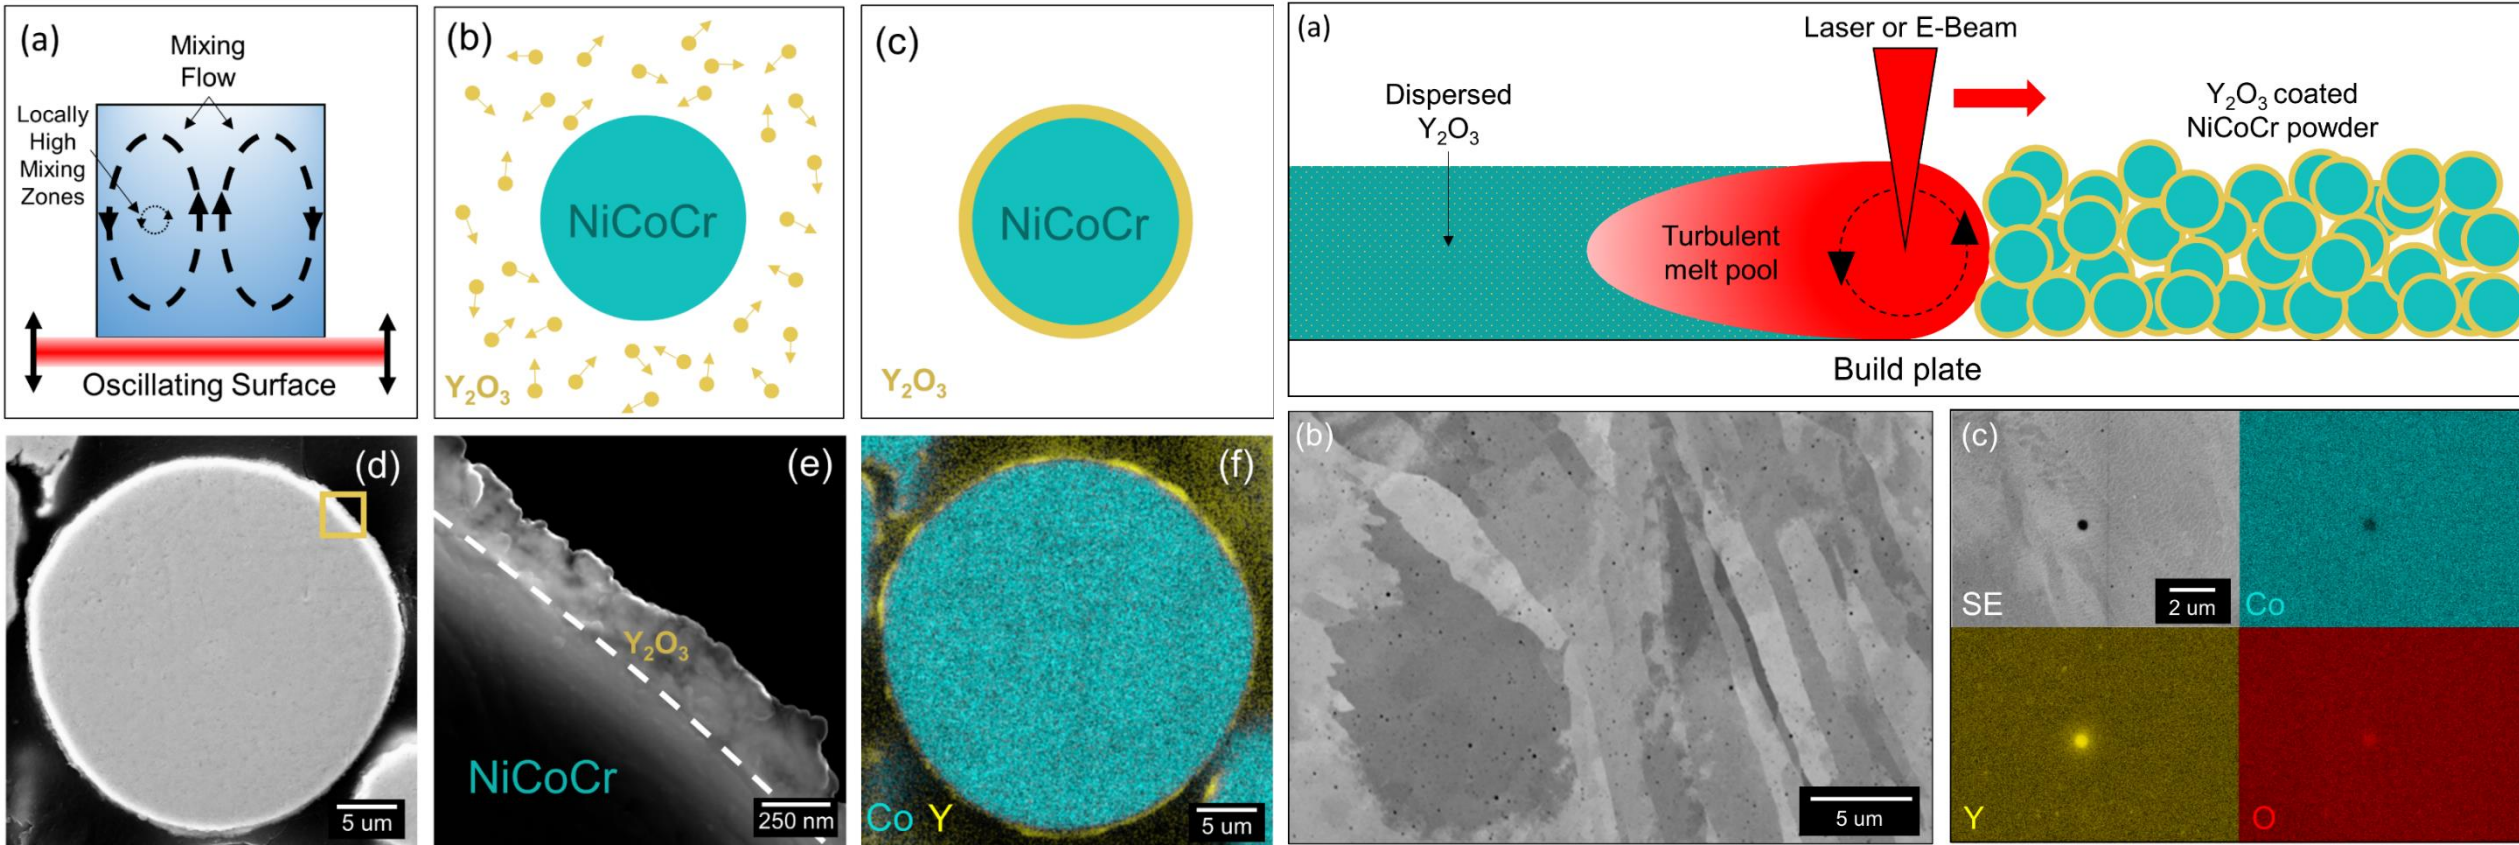 (a)
Mixing
Flow
Locally
High
Mixing
Zones
Oscillating Surface
(b)
NiCoCr
Y₂O₃
(c)
NiCoCr
Y₂O₃
(d)
5 um
(e)
Y₂O₃
NiCoCr
250 nm
(f)
Co Y
5 um
(a)
Laser or E-Beam
Dispersed
Y₂O₃
Y₂O₃ coated
NiCoCr powder
Turbulent
melt pool
Build plate
(b)
5 um
(c)
SE
2 um
Co
Y
O